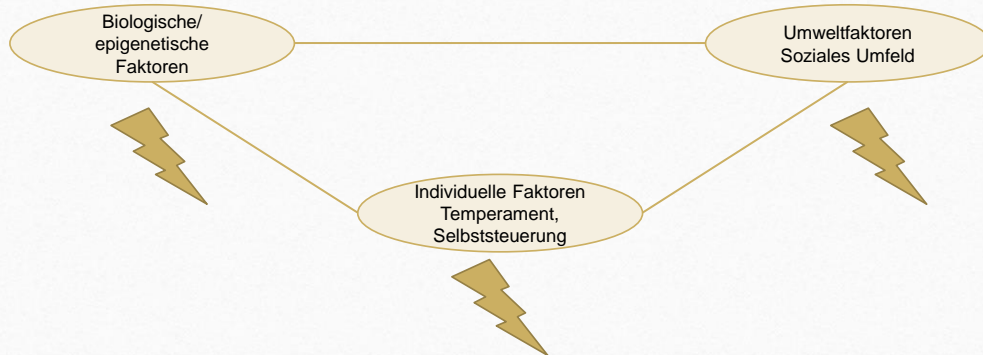 Biologische/
epigenetische
Faktoren
Umweltfaktoren
Soziales Umfeld
Individuelle Faktoren
Temperament,
Selbststeuerung